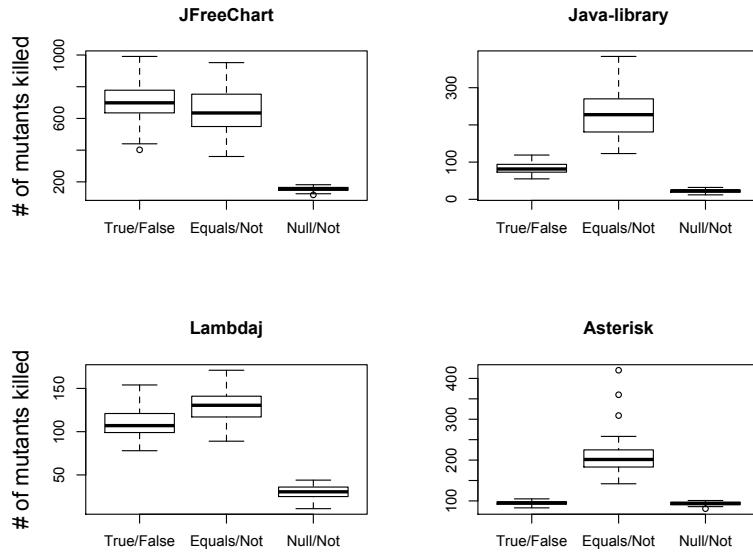 JFreeChart
# of mutants killed
1000
600
200
True/False Equals/Not Null/Not
Java-library
300
100
0
True/False Equals/Not Null/Not
Lambdaj
# of mutants killed
150
100
50
True/False Equals/Not Null/Not
Asterisk
400
300
200
100
True/False Equals/Not Null/Not